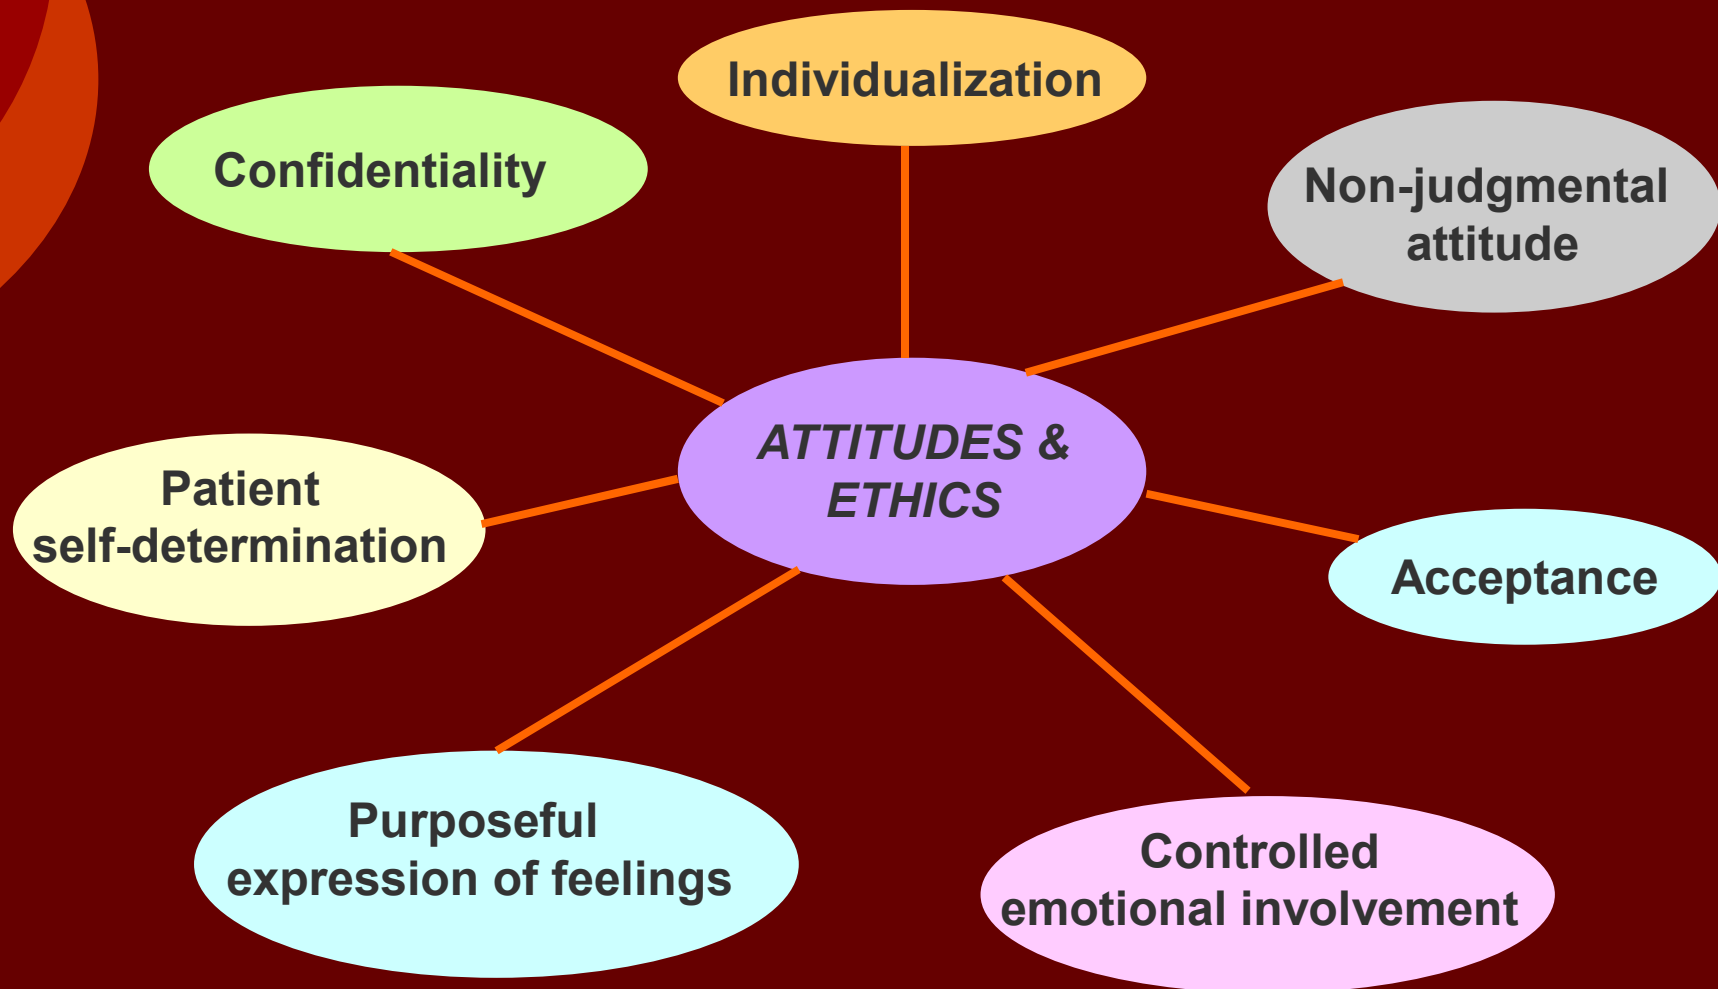 Individualization
Confidentiality
Non-judgmental
attitude
ATTITUDES &
ETHICS
Patient
self-determination
Acceptance
Purposeful
expression of feelings
Controlled
emotional involvement